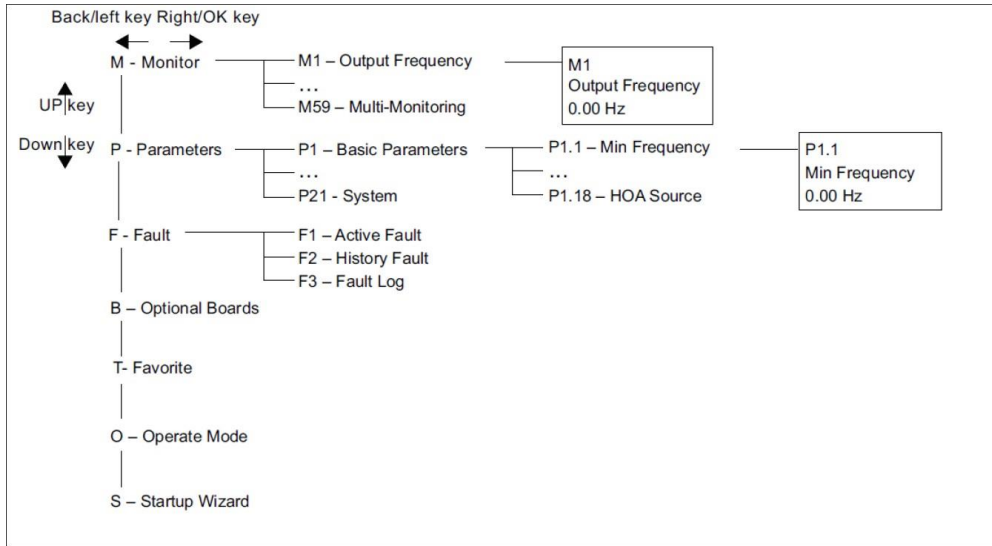 Back/left key Right/OK key
M - Monitor
M1 – Output Frequency
M1
Output Frequency
0.00 Hz
...
M59 – Multi-Monitoring
UP key
Down key
P - Parameters
P1 – Basic Parameters
P1.1 – Min Frequency
P1.1
Min Frequency
0.00 Hz
...
...
P21 - System
P1.18 – HOA Source
F - Fault
F1 – Active Fault
F2 – History Fault
F3 – Fault Log
B – Optional Boards
T- Favorite
O – Operate Mode
S – Startup Wizard